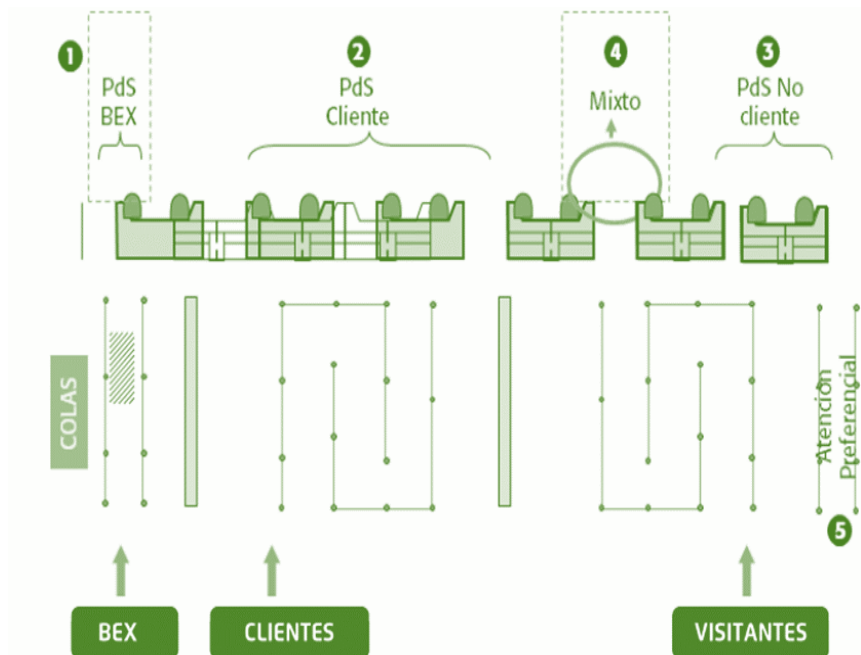 1
PdS
BEX
2
PdS
Cliente
4
Mixto
3
PdS No
cliente
COLAS
Atención
Preferencial
5
BEX
CLIENTES
VISITANTES